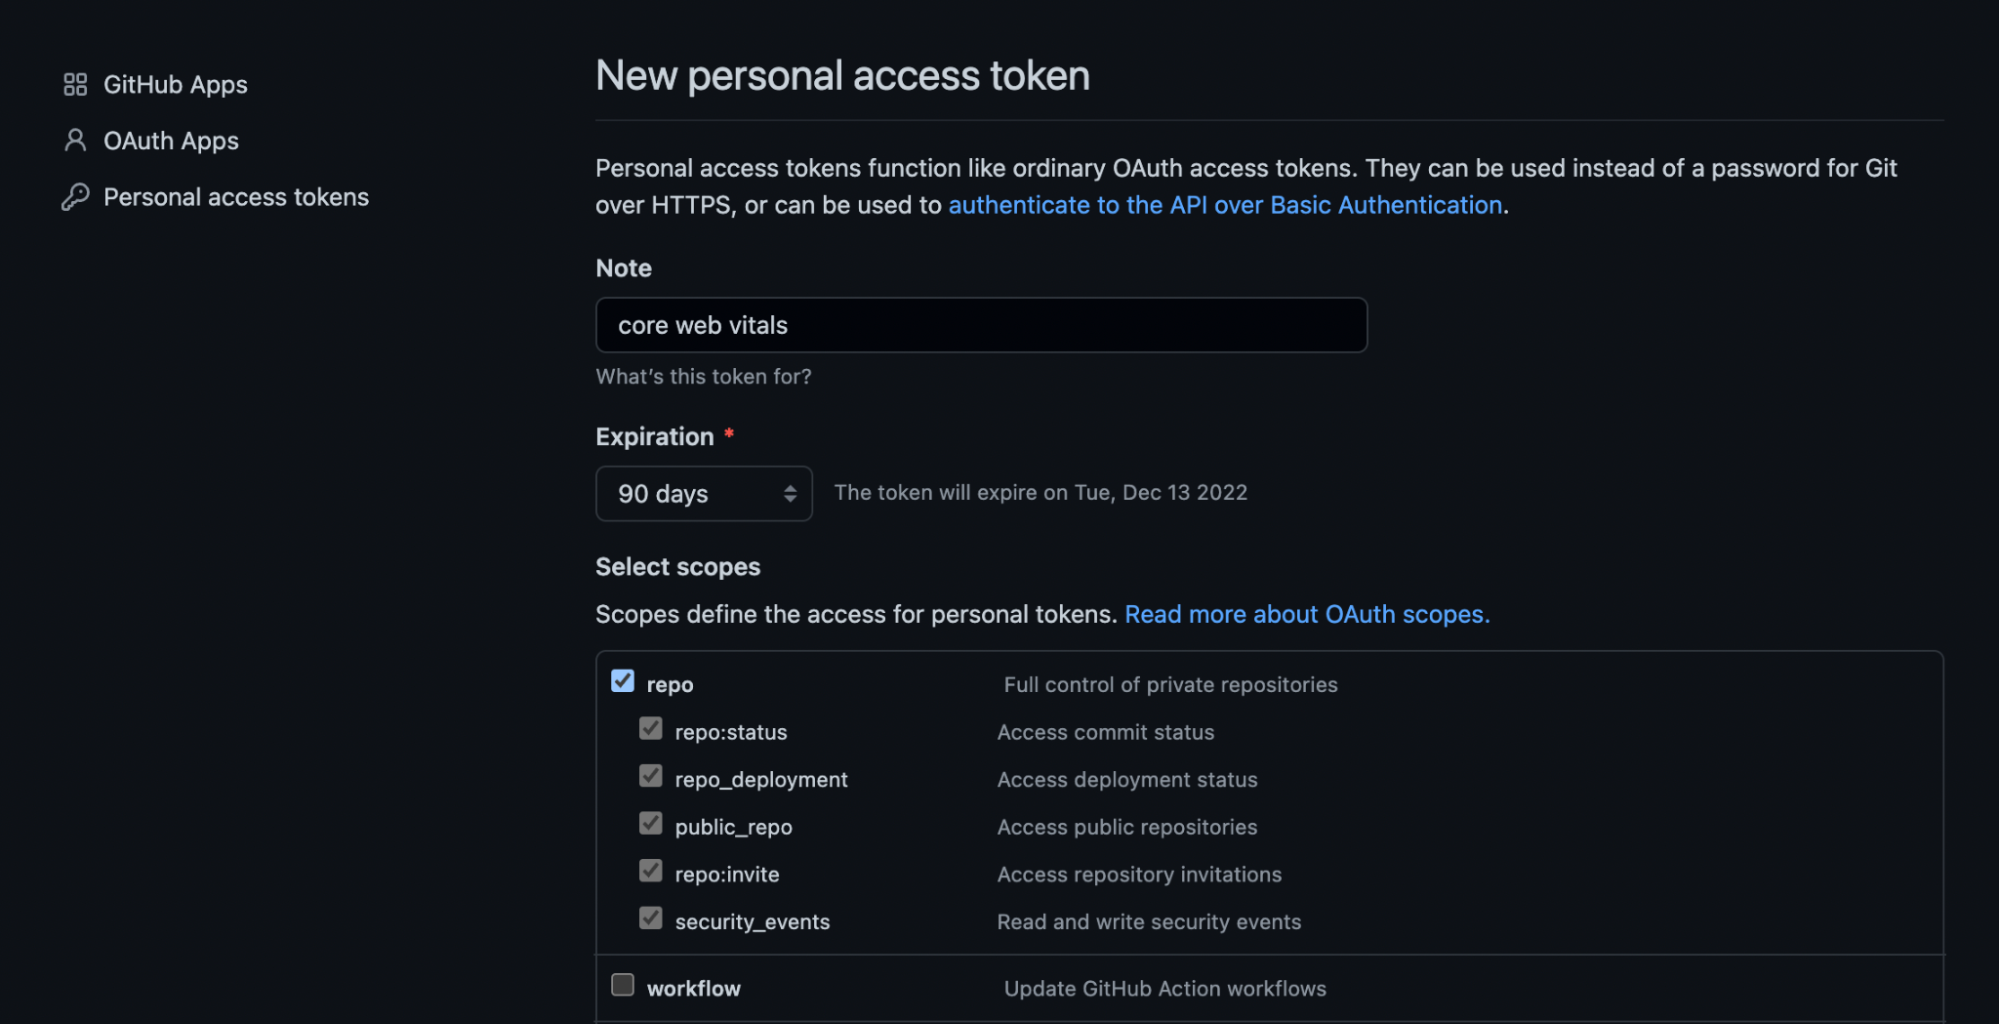 GitHub Apps
OAuth Apps
Personal access tokens
New personal access token
Personal access tokens function like ordinary OAuth access tokens. They can be used instead of a password for Git
over HTTPS, or can be used to authenticate to the API over Basic Authentication.
Note
core web vitals
What's this token for?
Expiration *
90 days The token will expire on Tue, Dec 13 2022
Select scopes
Scopes define the access for personal tokens. Read more about OAuth scopes.
repo Full control of private repositories
repo:status Access commit status
repo_deployment Access deployment status
public_repo Access public repositories
repo:invite Access repository invitations
security_events Read and write security events
workflow Update GitHub Action workflows